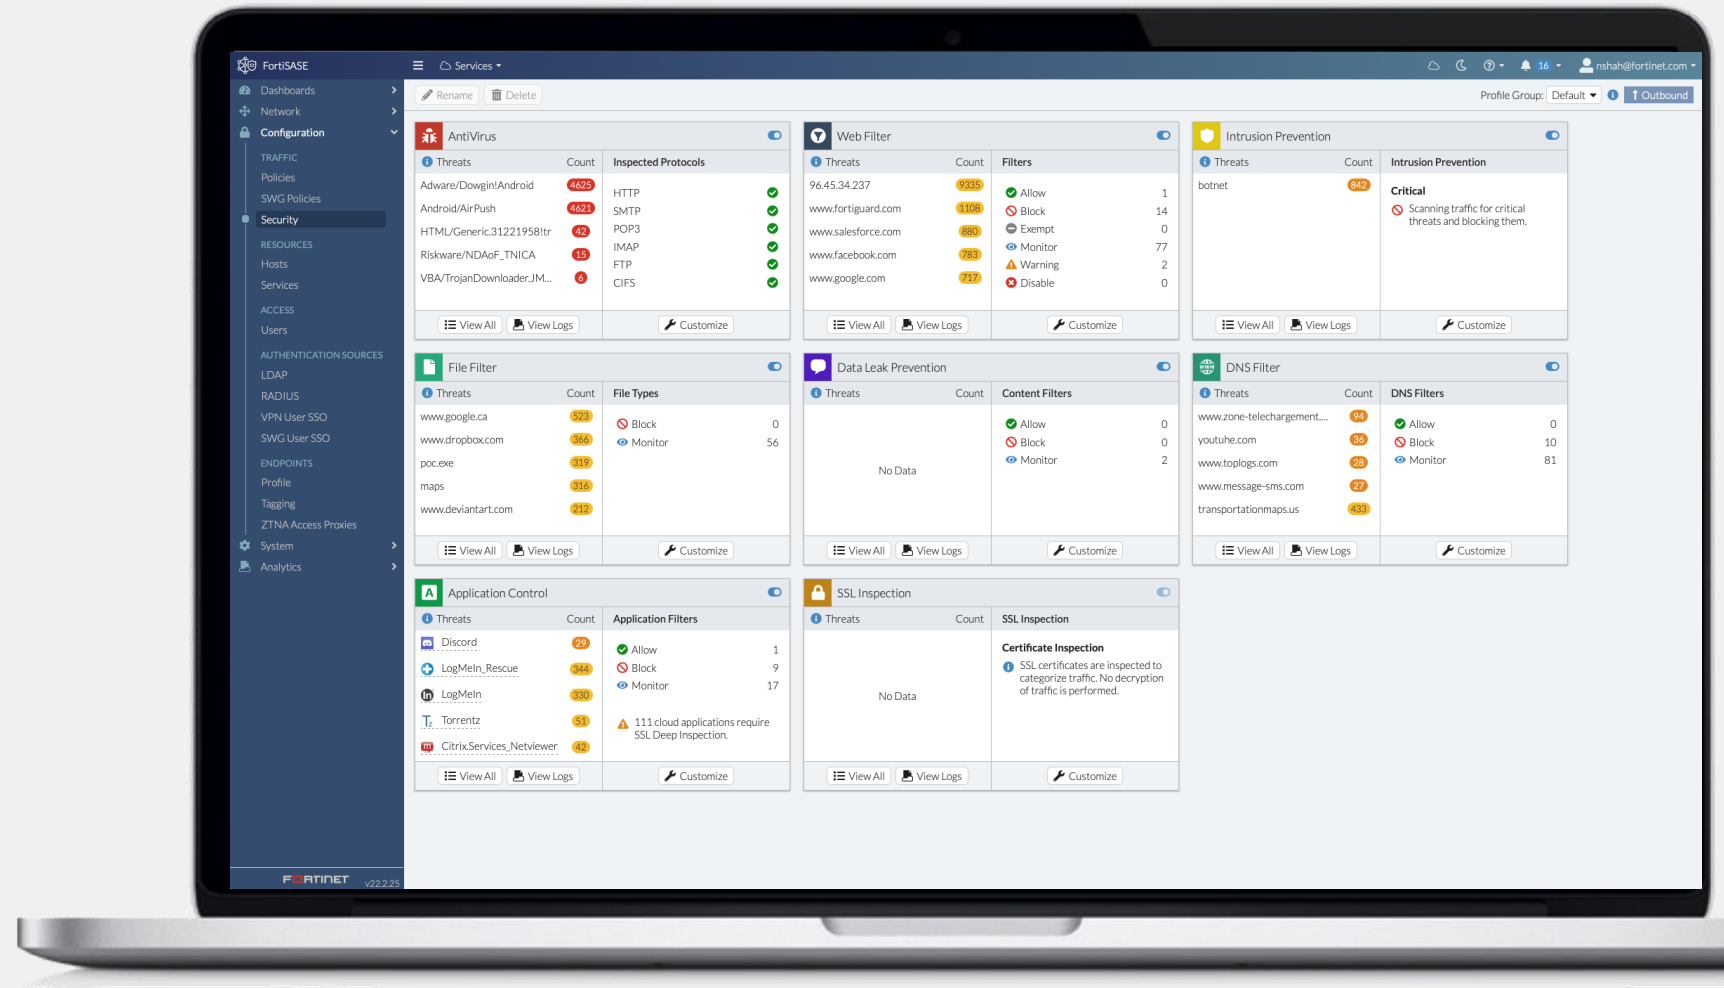 FortiSASE
Services
16
nshah@fortinet.com
Dashboards
Network
Configuration
TRAFFIC
Policies
SWG Policies
Security
RESOURCES
Hosts
Services
ACCESS
Users
AUTHENTICATION SOURCES
LDAP
RADIUS
VPN User SSO
SWG User SSO
ENDPOINTS
Profile
Tagging
ZTNA Access Proxies
System
Analytics
FORTINET v22.2.25
Rename Delete
Profile Group: Default Outbound
AntiVirus
Threats Count Inspected Protocols
Adware/Dowgin!Android 4625
Android/AirPush 4621
HTML/Generic.31221958!tr 42
Riskware/NDAoF_TNICA 15
VBA/TrojanDownloader.JM... 6
HTTP
SMTP
POP3
IMAP
FTP
CIFS
View All View Logs Customize
Web Filter
Threats Count Filters
96.45.34.237 9335
www.fortiguard.com 1108
www.salesforce.com 880
www.facebook.com 783
www.google.com 717
Allow 1
Block 14
Exempt 0
Monitor 77
Warning 2
Disable 0
View All View Logs Customize
Intrusion Prevention
Threats Count Intrusion Prevention
botnet 842
Critical
Scanning traffic for critical
threats and blocking them.
View All View Logs Customize
File Filter
Threats Count File Types
www.google.ca 523
www.dropbox.com 366
poc.exe 319
maps 316
www.deviantart.com 212
Block 0
Monitor 56
View All View Logs Customize
Data Leak Prevention
Threats Count Content Filters
No Data
Allow 0
Block 0
Monitor 2
View All View Logs Customize
www
DNS Filter
Threats Count DNS Filters
www.zone-telechargement.... 94
youtuhe.com 36
www.toplogs.com 28
www.message-sms.com 27
transportationmaps.us 433
Allow 0
Block 10
Monitor 81
View All View Logs Customize
A Application Control
Threats Count Application Filters
Discord 29
LogMeIn_Rescue 344
in LogMeIn 330
Tz Torrentz 51
m Citrix.Services_Netviewer 42
Allow 1
Block 9
Monitor 17
111 cloud applications require
SSL Deep Inspection.
View All View Logs Customize
SSL Inspection
Threats Count SSL Inspection
No Data
Certificate Inspection
SSL certificates are inspected to
categorize traffic. No decryption
of traffic is performed.
View All View Logs Customize